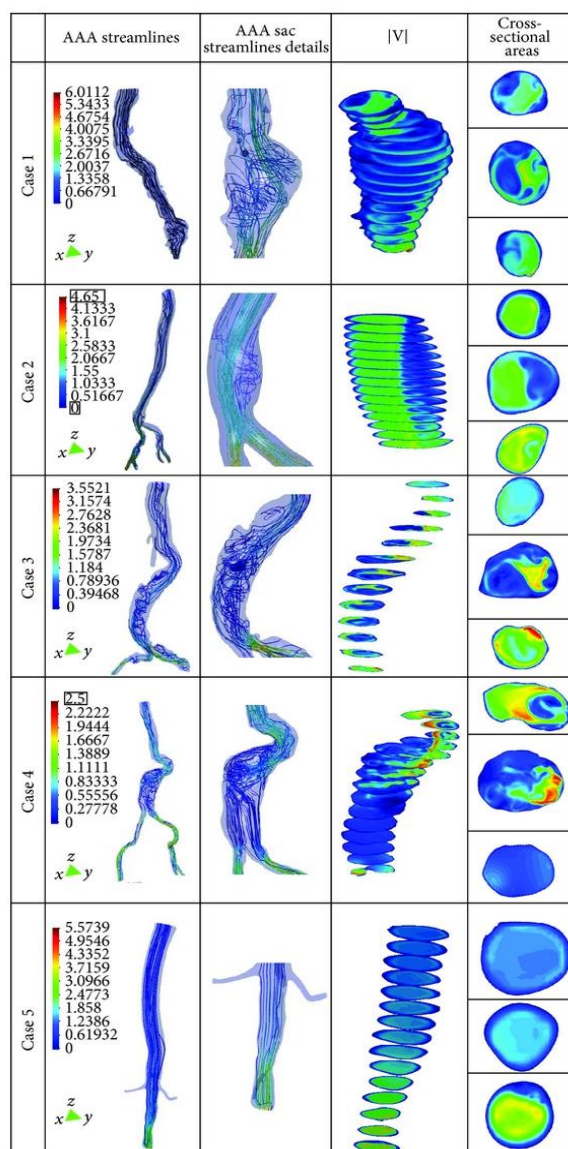 AAA streamlines
AAA sac
streamlines details
|V|
Cross-
sectional
areas
Case 1
6.0112
5.3433
4.6754
4.0075
3.3395
2.6716
2.0037
1.3358
0.66791
0
z
x y
Case 2
4.65
4.1333
3.6167
3.1
2.5833
2.0667
1.55
1.0333
0.51667
0
z
x y
Case 3
3.5521
3.1574
2.7628
2.3681
1.9734
1.5787
1.184
0.78936
0.39468
0
z
x y
Case 4
2.5
2.2222
1.9444
1.6667
1.3889
1.1111
0.83333
0.55556
0.27778
0
z
x y
Case 5
5.5739
4.9546
4.3352
3.7159
3.0966
2.4773
1.858
1.2386
0.61932
0
z
x y